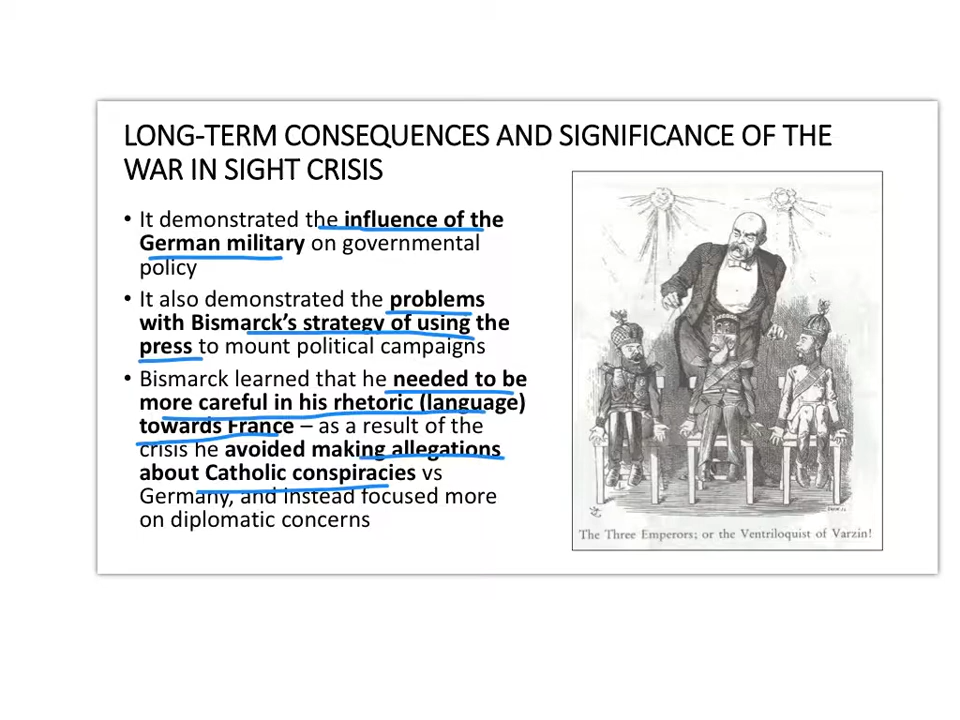 LONG-TERM CONSEQUENCES AND SIGNIFICANCE OF THE
WAR IN SIGHT CRISIS
• It demonstrated the influence of the
German military on governmental
policy
• It also demonstrated the problems
with Bismarck's strategy of using the
press to mount political campaigns
• Bismarck learned that he needed to be
more careful in his rhetoric (language)
towards France – as a result of the
crisis he avoided making allegations
about Catholic conspiracies vs
Germany, and instead focused more
on diplomatic concerns
The Three Emperors; or the Ventriloquist of Varzin!